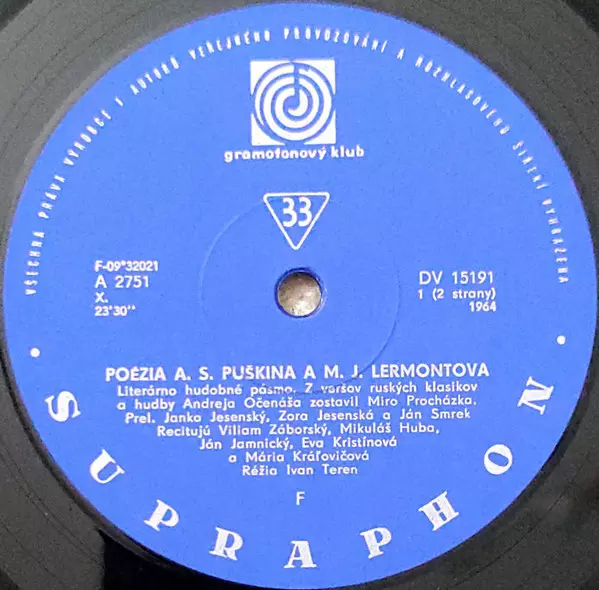 VŠECHNA PRÁVA VÝROBCE I AUTORŮ VEŘEJNÉHO PROVOZOVÁNÍ A ROZHLASOVÉHO ŠÍŘENÍ VYHRAŽENA
gramofonový klub
33
F-09*32021
A 2751
X.
23'30''
DV 15191
1 (2 strany)
1964
POÉZIA A. S. PUŠKINA A M. J. LERMONTOVA
Literárno hudobné pásmo. Z veršov ruských klasikov
a hudby Andreja Očenáša zostavil Miro Procházka.
Prel. Janko Jesenský, Zora Jesenská a Ján Smrek
Recitujú Viliam Záborský, Mikuláš Huba,
Ján Jamnický, Eva Kristínová
a Mária Kráľovičová
Réžia Ivan Teren
F
• SUPRAPHON •